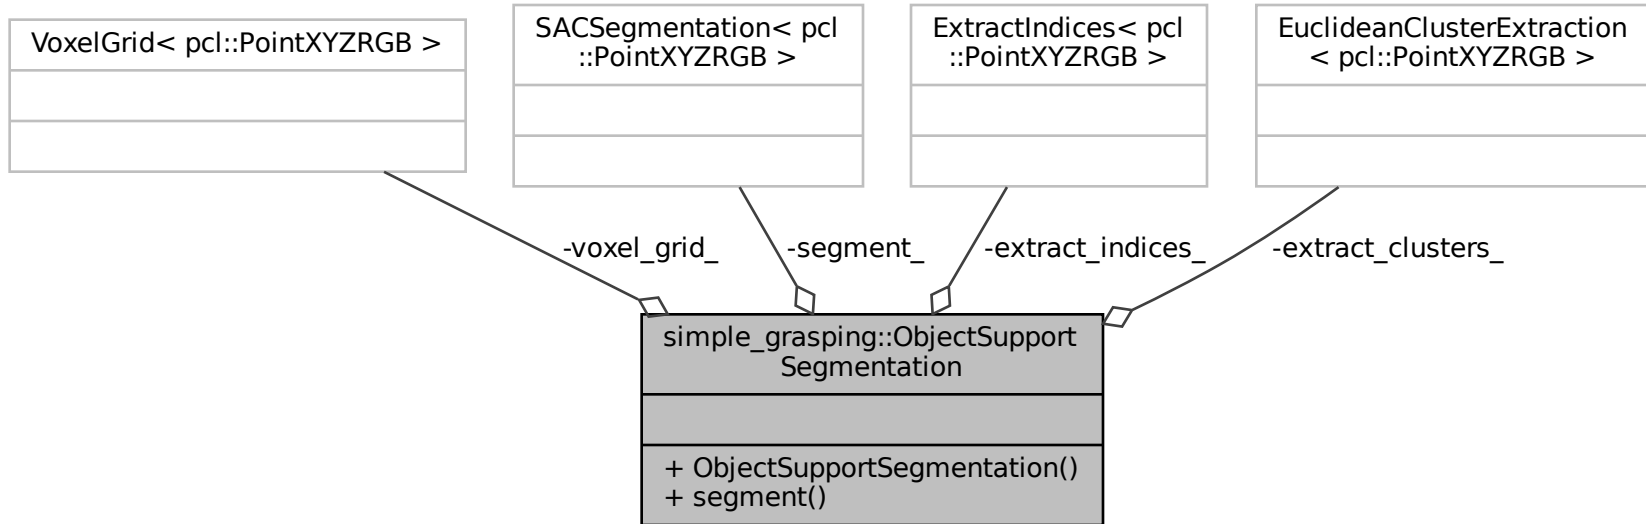 VoxelGrid< pcl::PointXYZRGB >
SACSegmentation< pcl
::PointXYZRGB >
ExtractIndices< pcl
::PointXYZRGB >
EuclideanClusterExtraction
< pcl::PointXYZRGB >
-voxel_grid_
-segment_
-extract_indices_
-extract_clusters_
simple_grasping::ObjectSupport
Segmentation
+ ObjectSupportSegmentation()
+ segment()